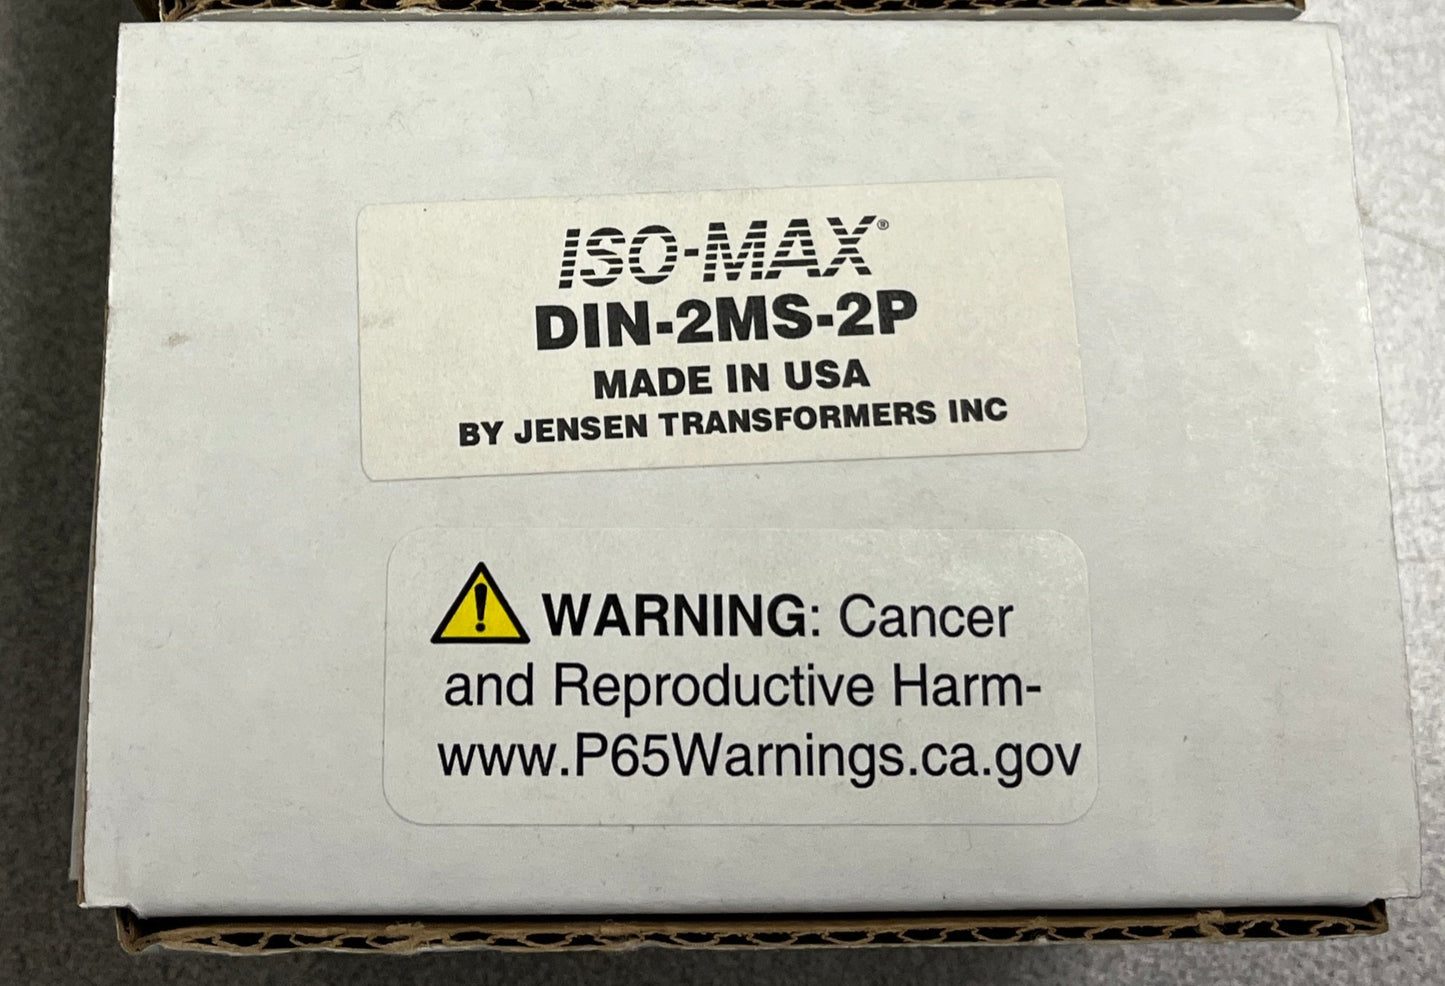 ISO-MAX®
DIN-2MS-2P
MADE IN USA
BY JENSEN TRANSFORMERS INC
WARNING: Cancer
and Reproductive Harm-
www.P65Warnings.ca.gov